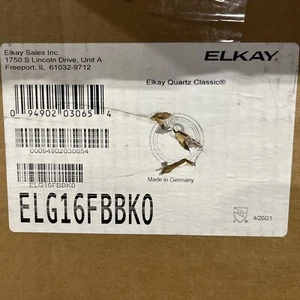 Elkay Sales Inc.
1750 S Lincoln Drive, Unit A
Freeport, IL 61032-9712
ELKAY®
Elkay Quartz Classic®
0 94902 03065 4
00094902030654
Made in Germany
ELG16FBBK0
ELG16FBBK0
4/20/21